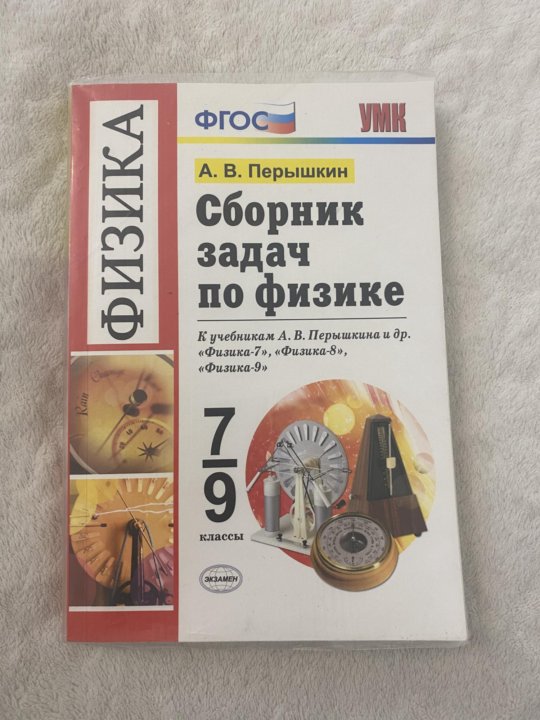 ФИЗИКА
ФГОС
УМК
А. В. Перышкин
Сборник
задач
по физике
К учебникам А. В. Перышкина и др.
«Физика-7», «Физика-8»,
«Физика-9»
7
9
классы
ЭКЗАМЕН
Rain